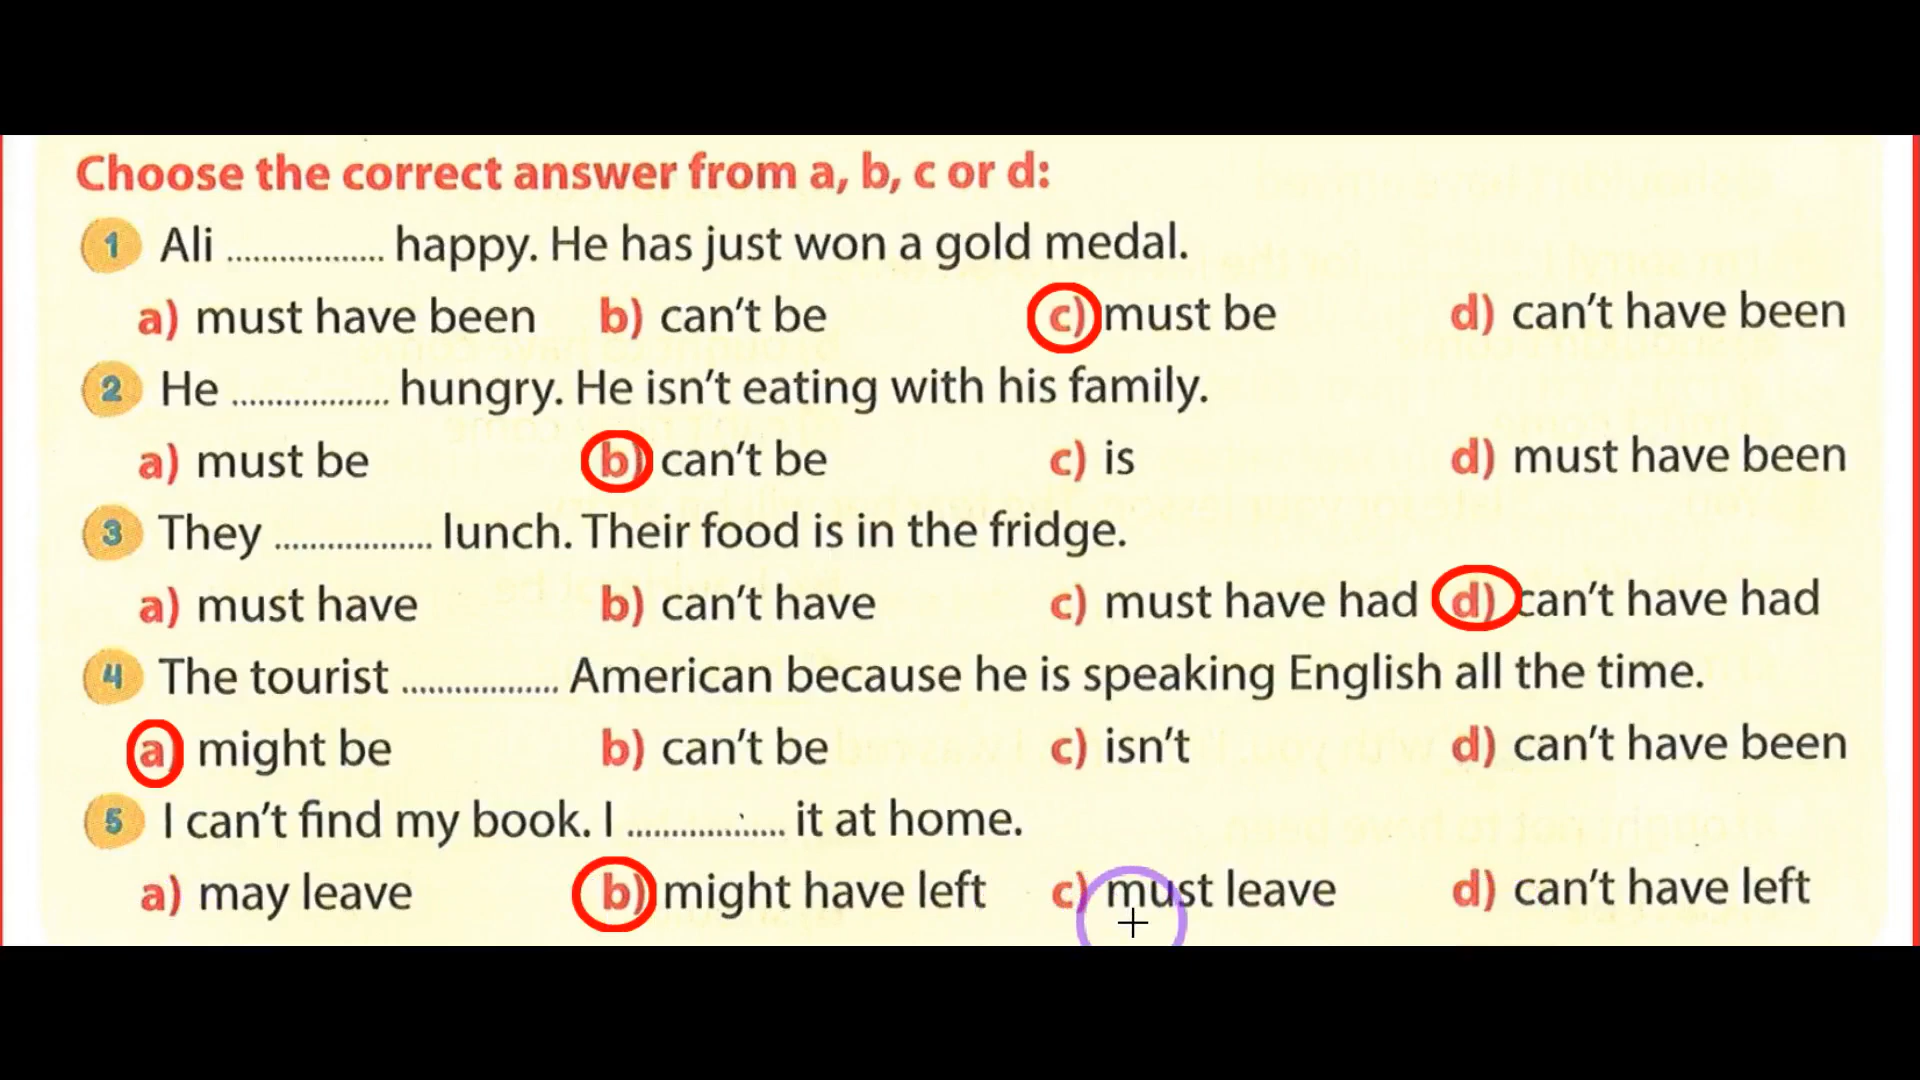 Choose the correct answer from a, b, c or d:
1 Ali .................. happy. He has just won a gold medal.
a) must have been b) can't be c) must be d) can't have been
2 He .................. hungry. He isn't eating with his family.
a) must be b) can't be c) is d) must have been
3 They .................. lunch. Their food is in the fridge.
a) must have b) can't have c) must have had d) can't have had
4 The tourist .................. American because he is speaking English all the time.
a) might be b) can't be c) isn't d) can't have been
5 I can't find my book. I .................. it at home.
a) may leave b) might have left c) must leave d) can't have left